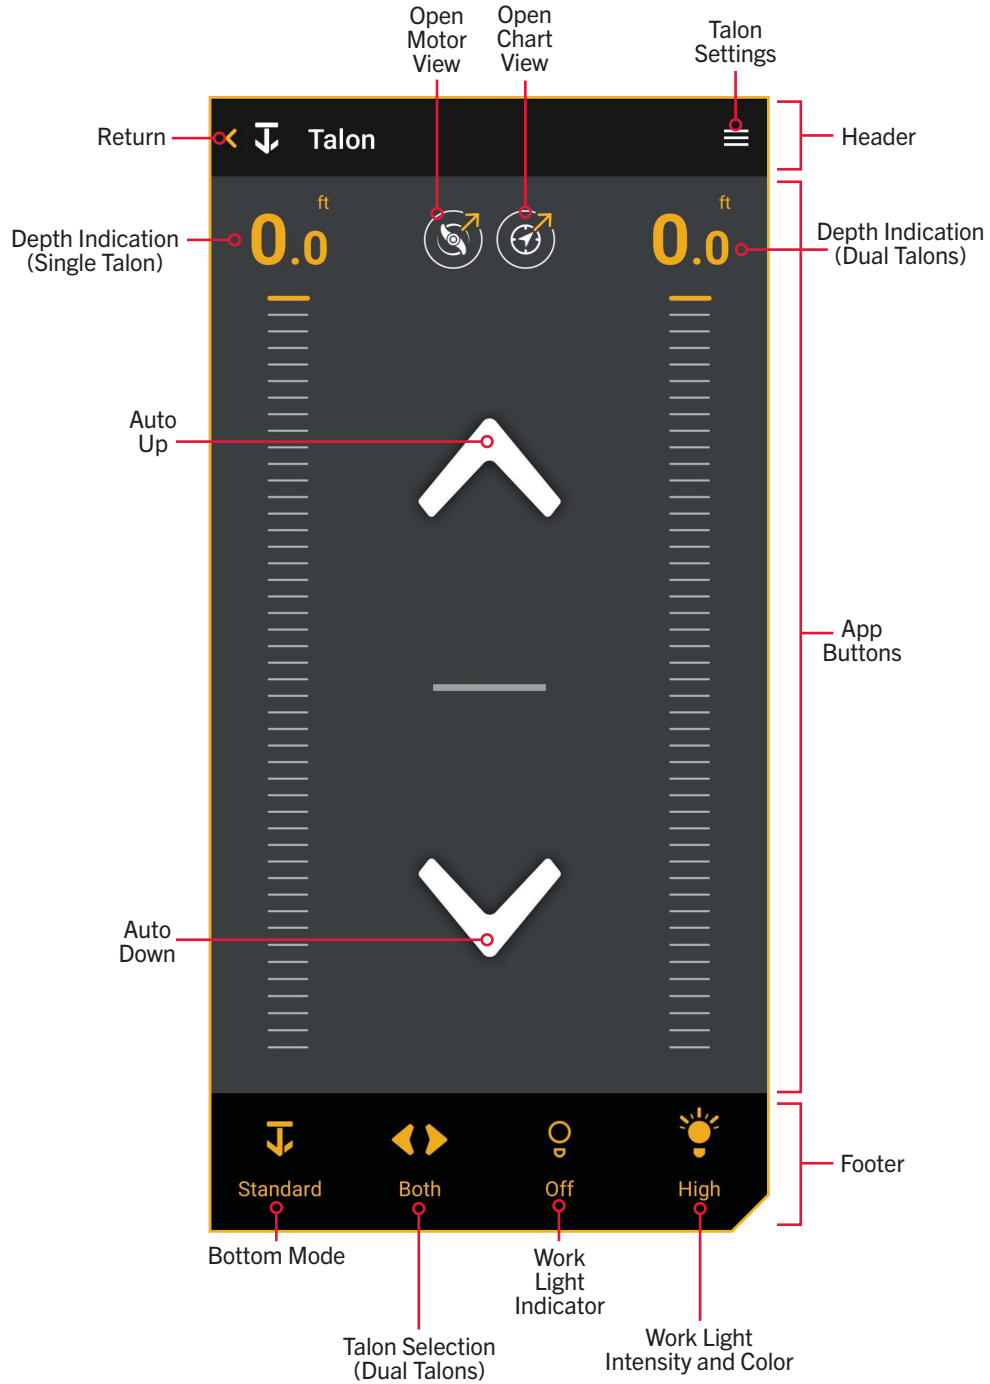 Open
Motor
View
Open
Chart
View
Talon
Settings
Return
Talon
Header
ft
0.0
ft
0.0
Depth Indication
(Single Talon)
Depth Indication
(Dual Talons)
Auto
Up
App
Buttons
Auto
Down
Standard
Both
Off
High
Footer
Bottom Mode
Work
Light
Indicator
Talon Selection
(Dual Talons)
Work Light
Intensity and Color